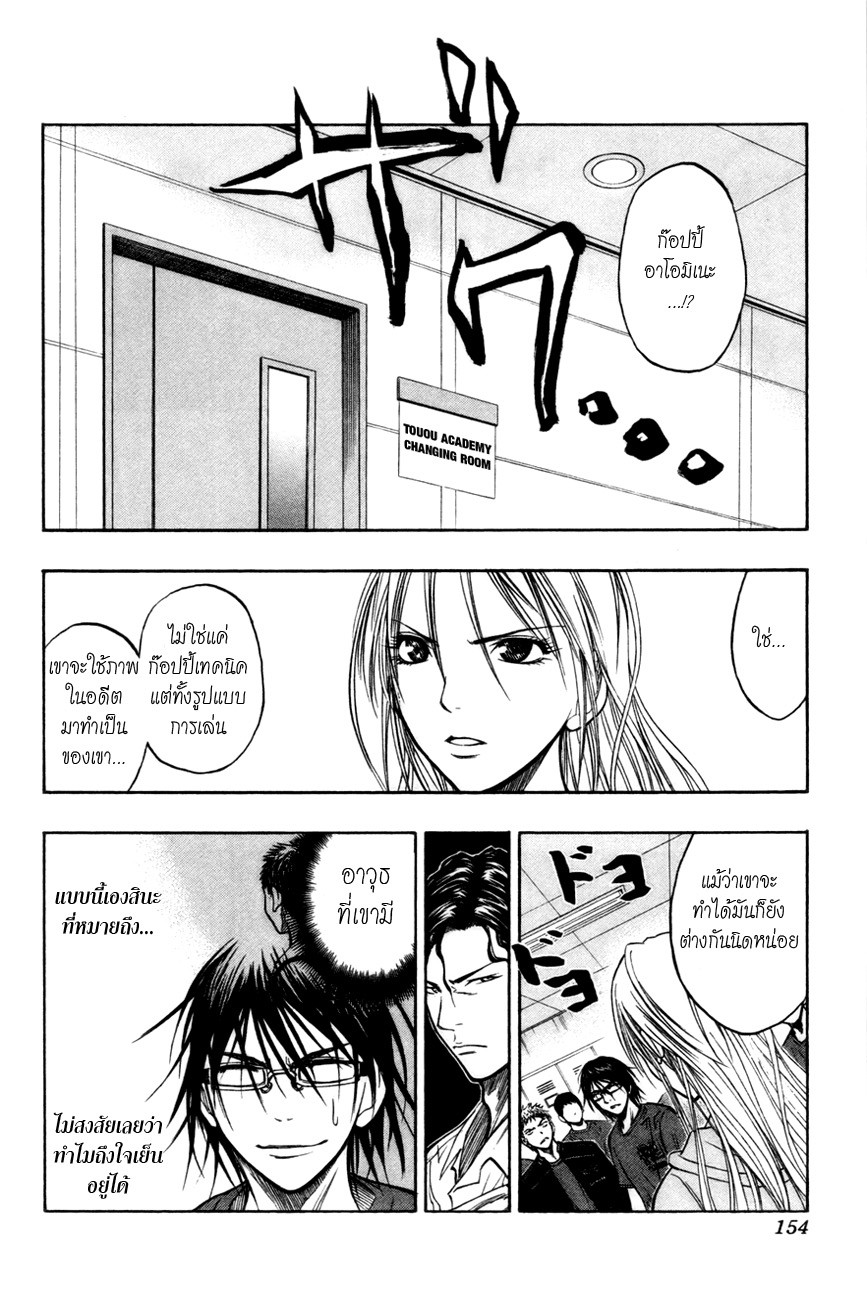 ก๊อปปี้
อาโอมิเนะ
...!?
ザワ...
TOUOU ACADEMY
CHANGING ROOM
ใช่...
ไม่ใช่แค่
ก๊อปปี้เทคนิค
แต่ทั้งรูปแบบ
การเล่น
เขาจะใช้ภาพ
ในอดีต
มาทำเป็น
ของเขา...
แม้ว่าเขาจะ
ทำได้มันก็ยัง
ต่างกันนิดหน่อย
ドヨ
ドヨ
อาวุธ
ที่เขามี
แบบนี้เองสินะ
ที่หมายถึง...
ไม่สงสัยเลยว่า
ทำไมถึงใจเย็น
อยู่ได้
154